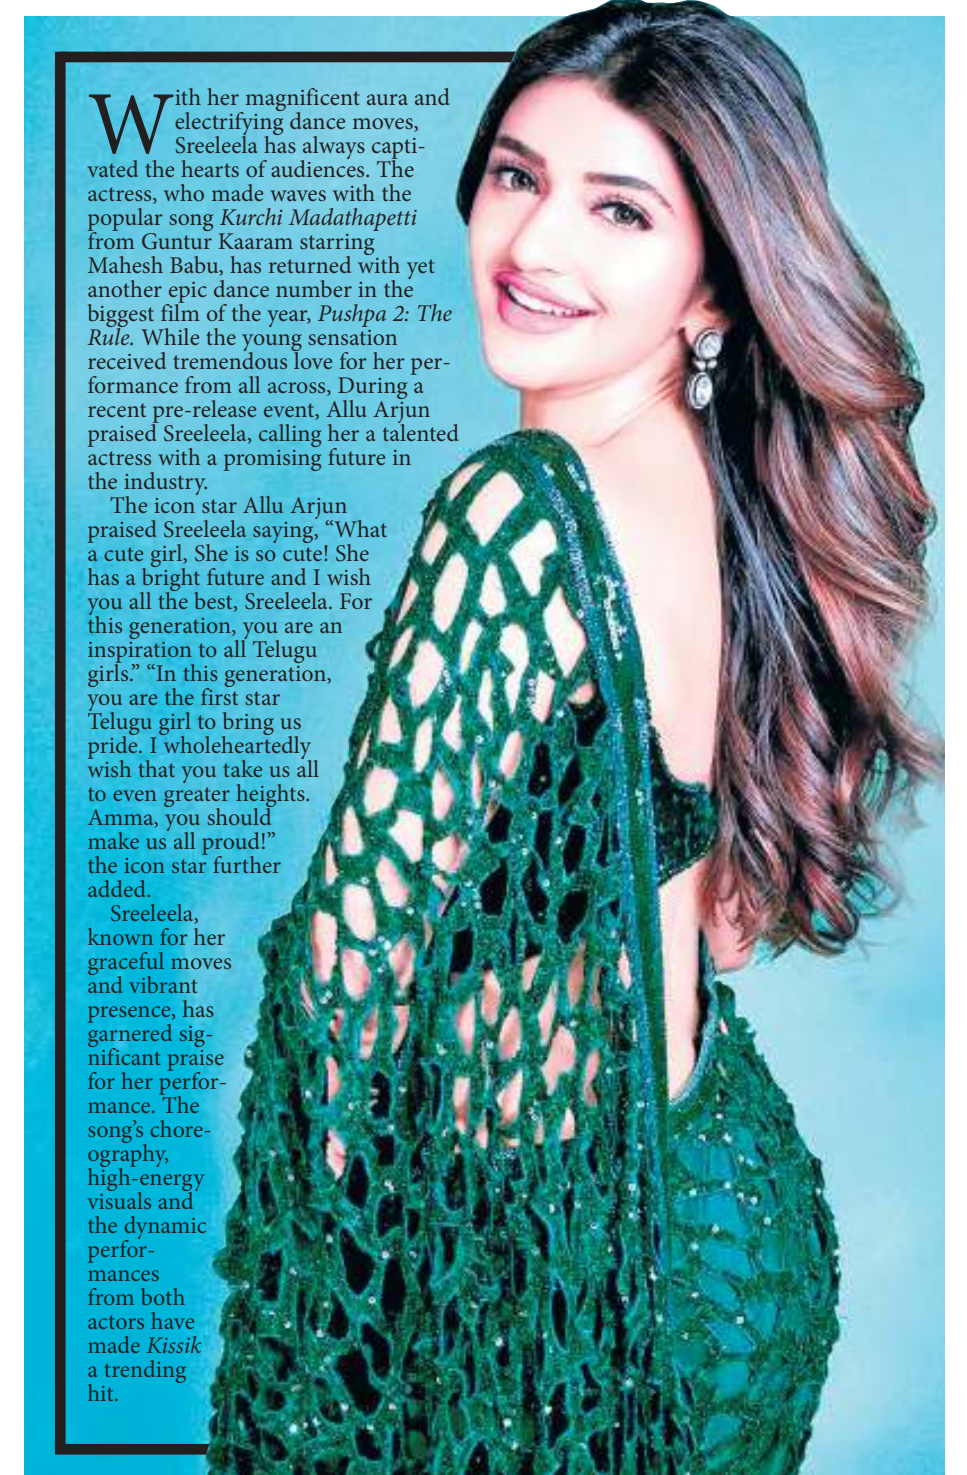 With her magnificent aura and
electrifying dance moves,
Sreeleela has always capti-
vated the hearts of audiences. The
actress, who made waves with the
popular song Kurchi Madathapetti
from Guntur Kaaram starring
Mahesh Babu, has returned with yet
another epic dance number in the
biggest film of the year, Pushpa 2: The
Rule. While the young sensation
received tremendous love for her per-
formance from all across, During a
recent pre-release event, Allu Arjun
praised Sreeleela, calling her a talented
actress with a promising future in
the industry.
The icon star Allu Arjun
praised Sreeleela saying, “What
a cute girl, She is so cute! She
has a bright future and I wish
you all the best, Sreeleela. For
this generation, you are an
inspiration to all Telugu
girls.” “In this generation,
you are the first star
Telugu girl to bring us
pride. I wholeheartedly
wish that you take us all
to even greater heights.
Amma, you should
make us all proud!”
the icon star further
added.
Sreeleela,
known for her
graceful moves
and vibrant
presence, has
garnered sig-
nificant praise
for her perfor-
mance. The
song’s chore-
ography,
high-energy
visuals and
the dynamic
perfor-
mances
from both
actors have
made Kissik
a trending
hit.